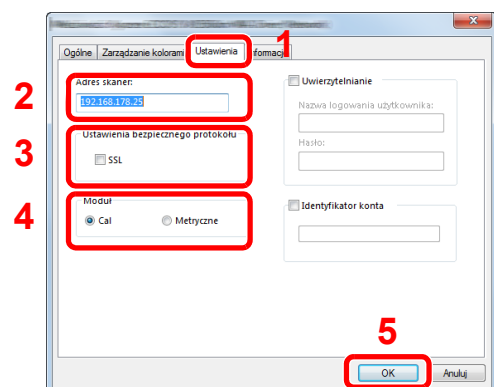 1
Ogólne Zarządzanie kolorami Ustawienia nformacje
2
Adres skaner:
192.168.178.25
Uwierzytelnianie
Nazwa logowania użytkownika:
Hasło:
3
Ustawienia bezpiecznego protokołu
SSL
4
Moduł
Cal Metryczne
Identyfikator konta
5
OK Anuluj